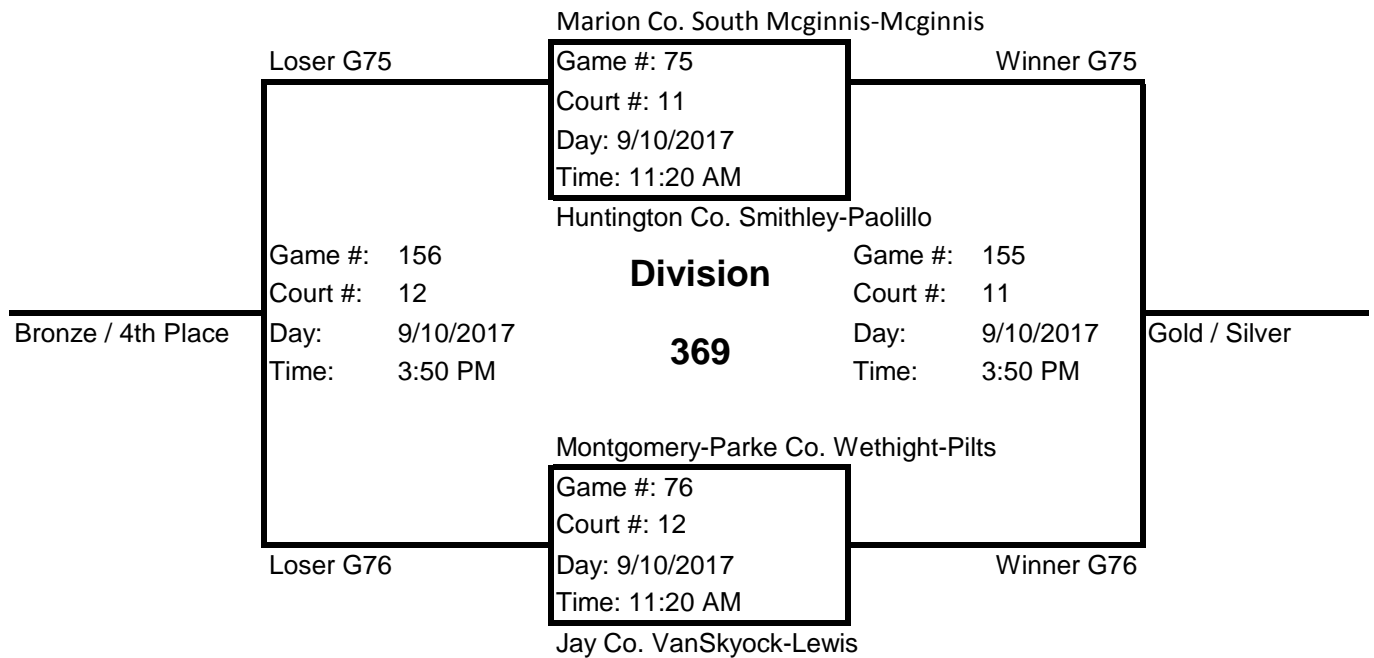 Marion Co. South Mcginnis-Mcginnis
Loser G75
Game #: 75
Winner G75
Court #: 11
Day: 9/10/2017
Time: 11:20 AM
Huntington Co. Smithley-Paolillo
Game #: 156
Court #: 12
Day: 9/10/2017
Time: 3:50 PM
Division
369
Game #: 155
Court #: 11
Day: 9/10/2017
Time: 3:50 PM
Bronze / 4th Place
Gold / Silver
Montgomery-Parke Co. Wethight-Pilts
Game #: 76
Court #: 12
Loser G76
Day: 9/10/2017
Winner G76
Time: 11:20 AM
Jay Co. VanSkyock-Lewis